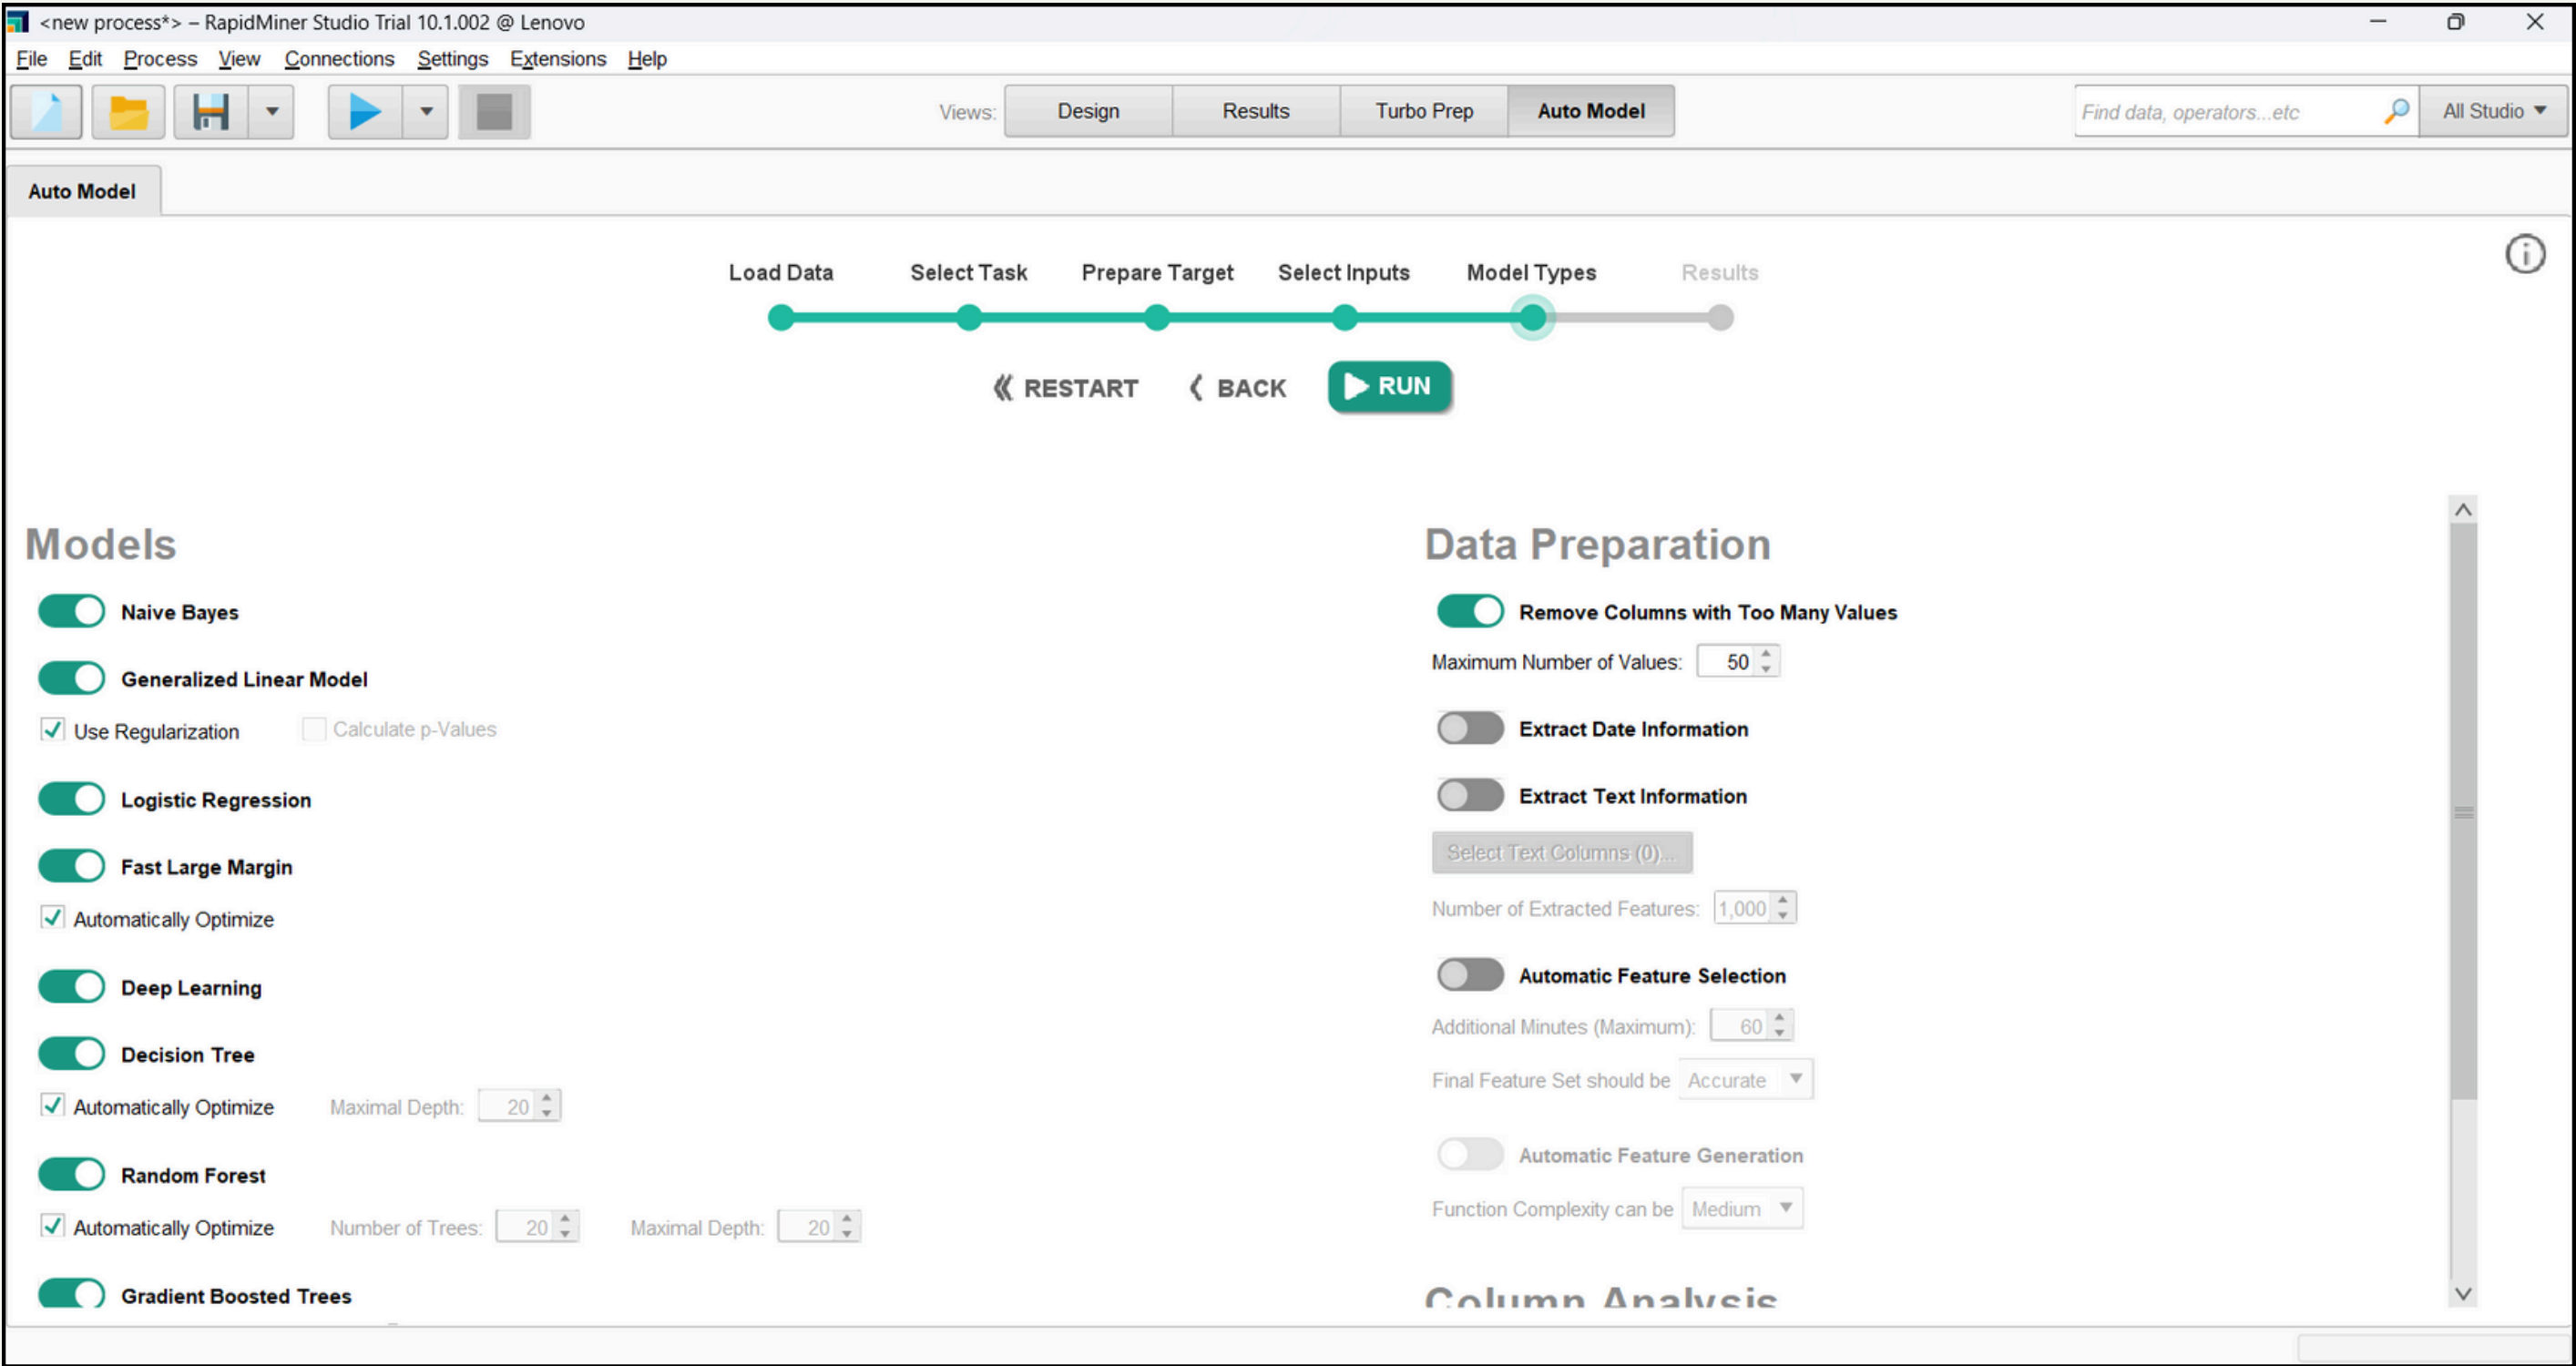 <new process*> – RapidMiner Studio Trial 10.1.002 @ Lenovo
File Edit Process View Connections Settings Extensions Help
Views: Design Results Turbo Prep Auto Model Find data, operators...etc All Studio
Auto Model
Load Data Select Task Prepare Target Select Inputs Model Types Results
RESTART BACK RUN
Models
Naive Bayes
Generalized Linear Model
Use Regularization Calculate p-Values
Logistic Regression
Fast Large Margin
Automatically Optimize
Deep Learning
Decision Tree
Automatically Optimize Maximal Depth: 20
Random Forest
Automatically Optimize Number of Trees: 20 Maximal Depth: 20
Gradient Boosted Trees
Data Preparation
Remove Columns with Too Many Values
Maximum Number of Values: 50
Extract Date Information
Extract Text Information
Select Text Columns (0)...
Number of Extracted Features: 1,000
Automatic Feature Selection
Additional Minutes (Maximum): 60
Final Feature Set should be Accurate
Automatic Feature Generation
Function Complexity can be Medium
Column Analysis